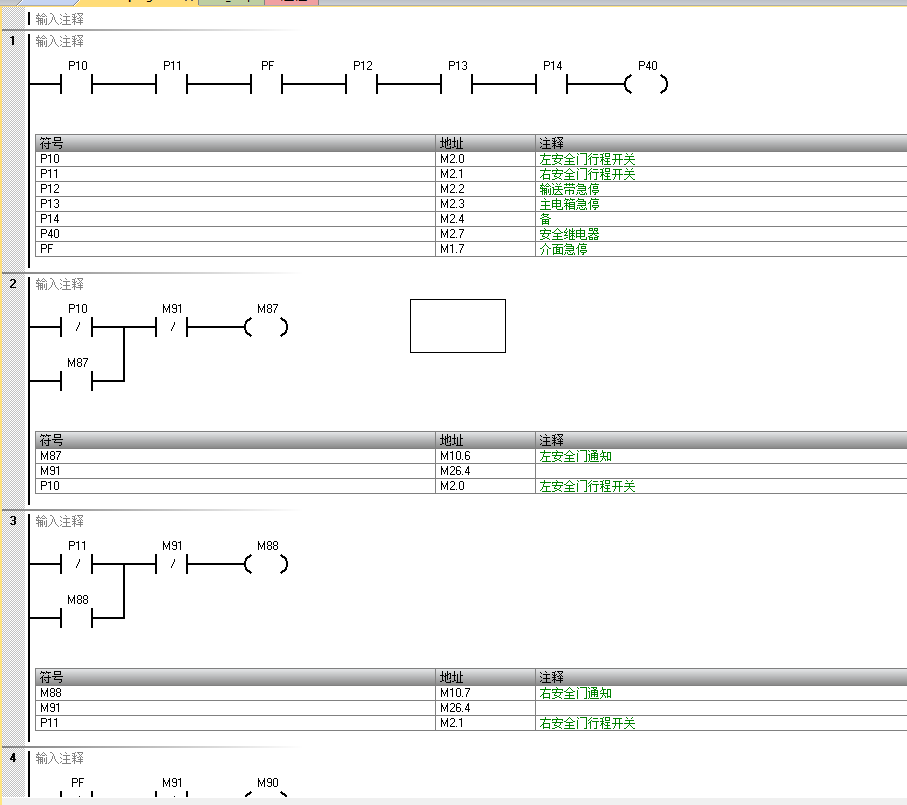 输入注释
1 输入注释
P10 P11 PF P12 P13 P14 P40
符号 地址 注释
P10 M2.0 左安全门行程开关
P11 M2.1 右安全门行程开关
P12 M2.2 输送带急停
P13 M2.3 主电箱急停
P14 M2.4 备
P40 M2.7 安全继电器
PF M1.7 介面急停
2 输入注释
P10 M91 M87
/ /
M87
符号 地址 注释
M87 M10.6 左安全门通知
M91 M26.4
P10 M2.0 左安全门行程开关
3 输入注释
P11 M91 M88
/ /
M88
符号 地址 注释
M88 M10.7 右安全门通知
M91 M26.4
P11 M2.1 右安全门行程开关
4 输入注释
PF M91 M90